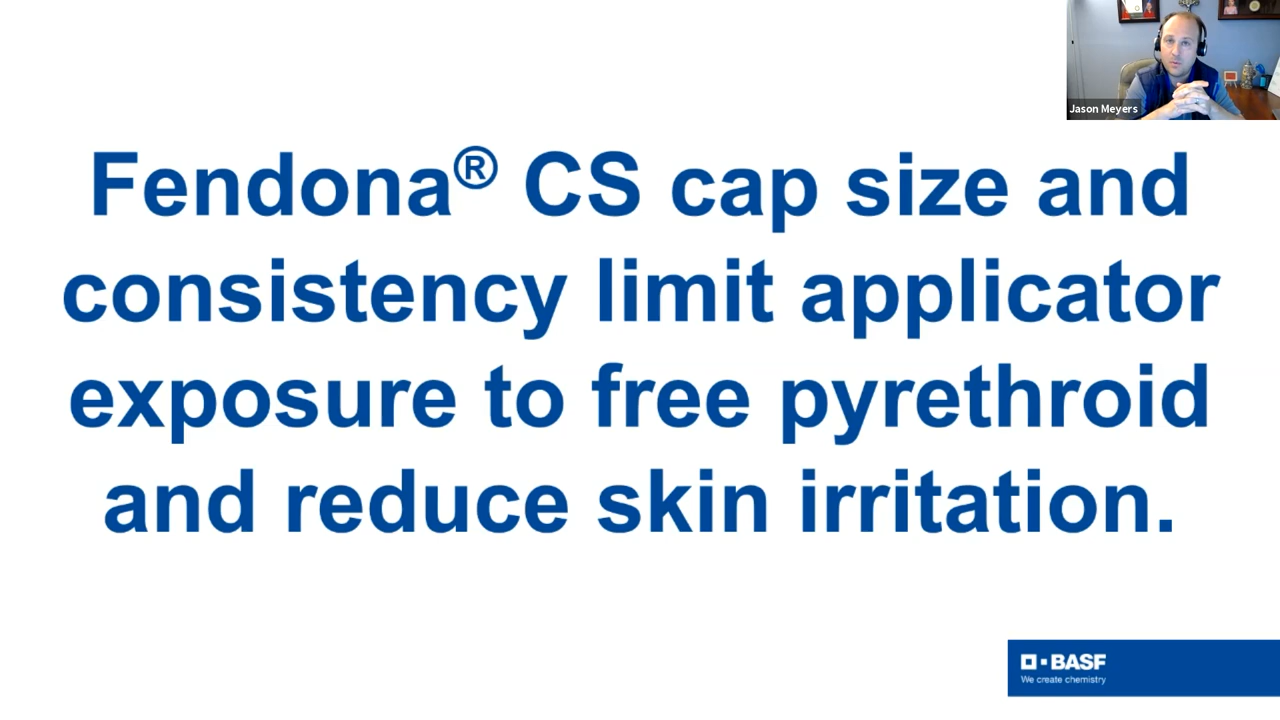 Jason Meyers
Fendona® CS cap size and
consistency limit applicator
exposure to free pyrethroid
and reduce skin irritation.
BASF
We create chemistry